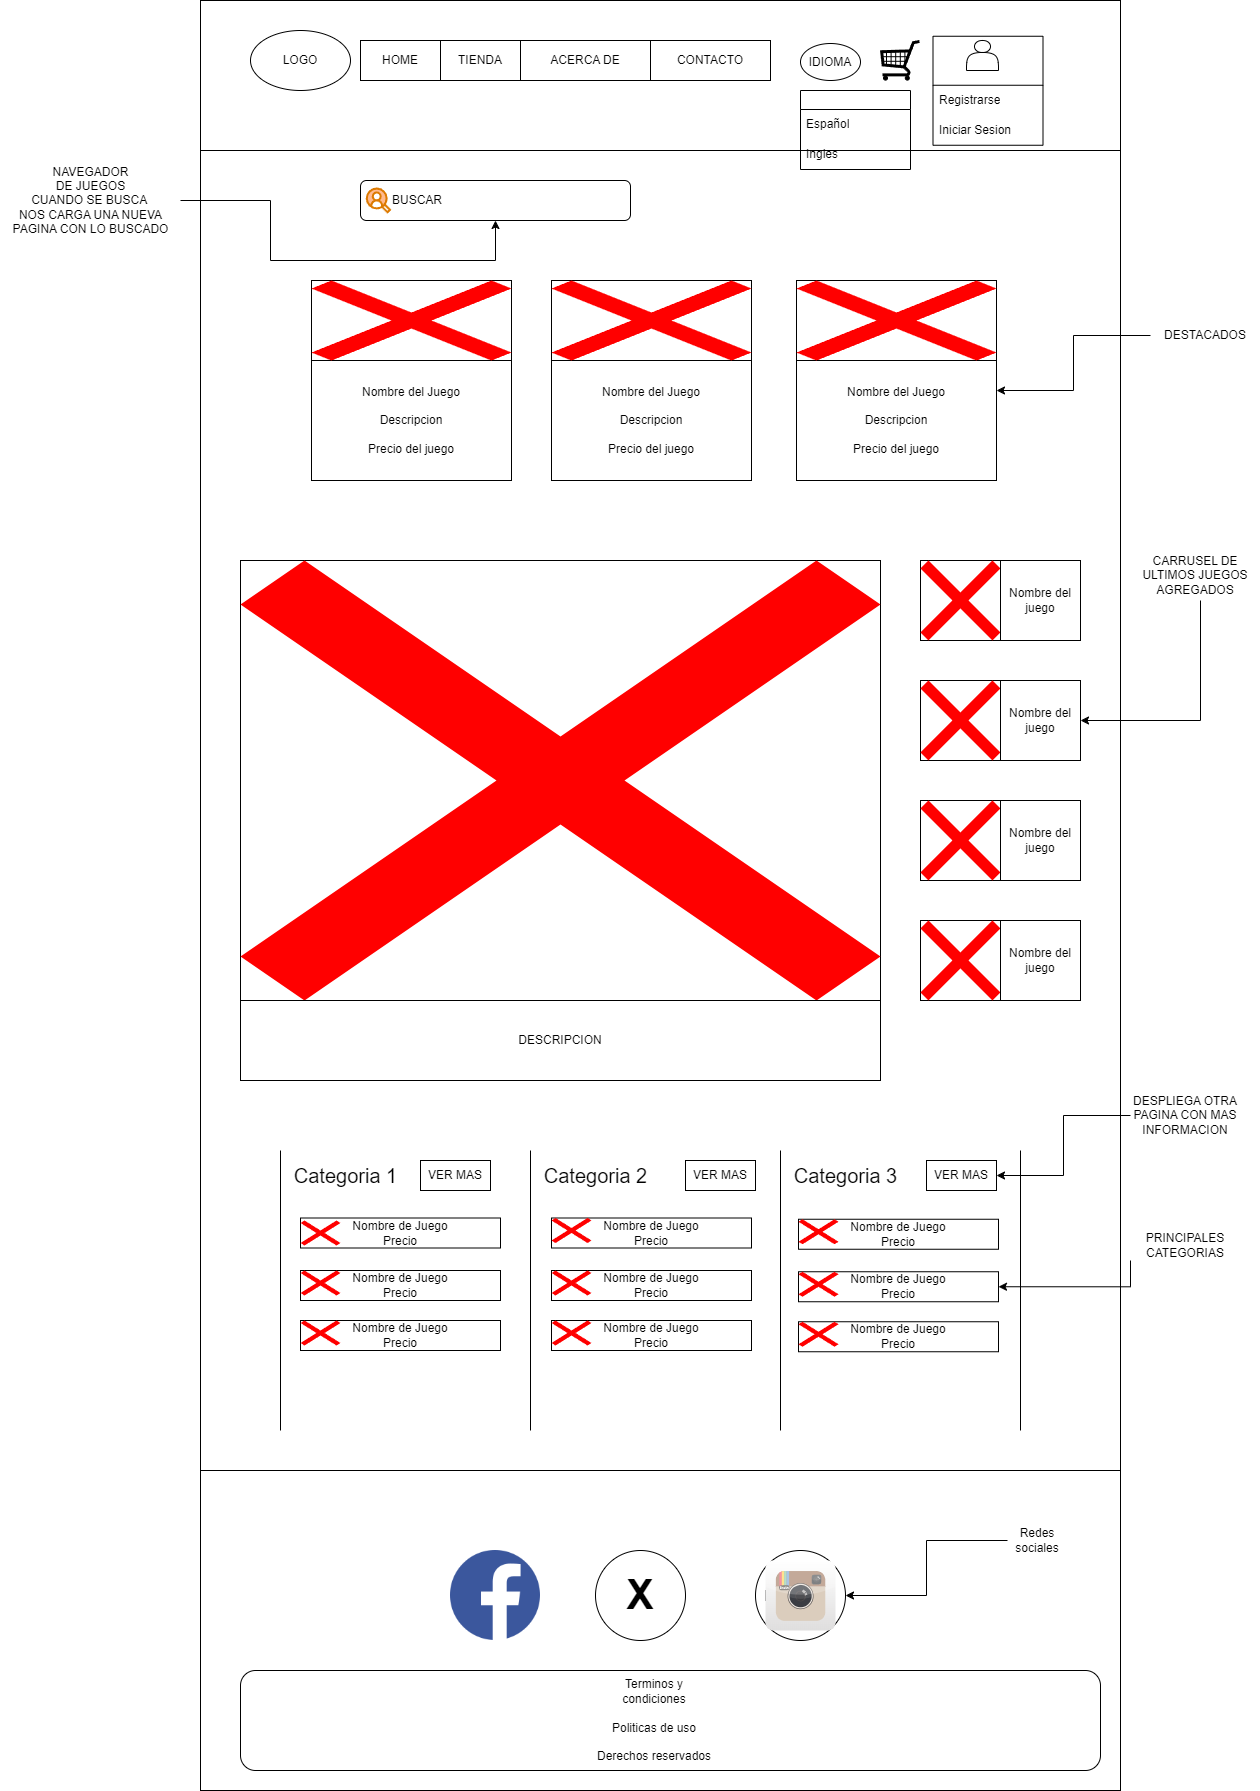 LOGO
HOME
TIENDA
ACERCA DE
CONTACTO
IDIOMA
Español
Ingles
Registrarse
Iniciar Sesion
NAVEGADOR
DE JUEGOS
CUANDO SE BUSCA
NOS CARGA UNA NUEVA
PAGINA CON LO BUSCADO
BUSCAR
DESTACADOS
Nombre del Juego
Descripcion
Precio del juego
Nombre del Juego
Descripcion
Precio del juego
Nombre del Juego
Descripcion
Precio del juego
CARRUSEL DE
ULTIMOS JUEGOS
AGREGADOS
Nombre del
juego
Nombre del
juego
Nombre del
juego
Nombre del
juego
DESCRIPCION
DESPLIEGA OTRA
PAGINA CON MAS
INFORMACION
Categoria 1
VER MAS
Nombre de Juego
Precio
Nombre de Juego
Precio
Nombre de Juego
Precio
Categoria 2
VER MAS
Nombre de Juego
Precio
Nombre de Juego
Precio
Nombre de Juego
Precio
Categoria 3
VER MAS
Nombre de Juego
Precio
Nombre de Juego
Precio
Nombre de Juego
Precio
PRINCIPALES
CATEGORIAS
Redes
sociales
f
X
Terminos y
condiciones
Politicas de uso
Derechos reservados